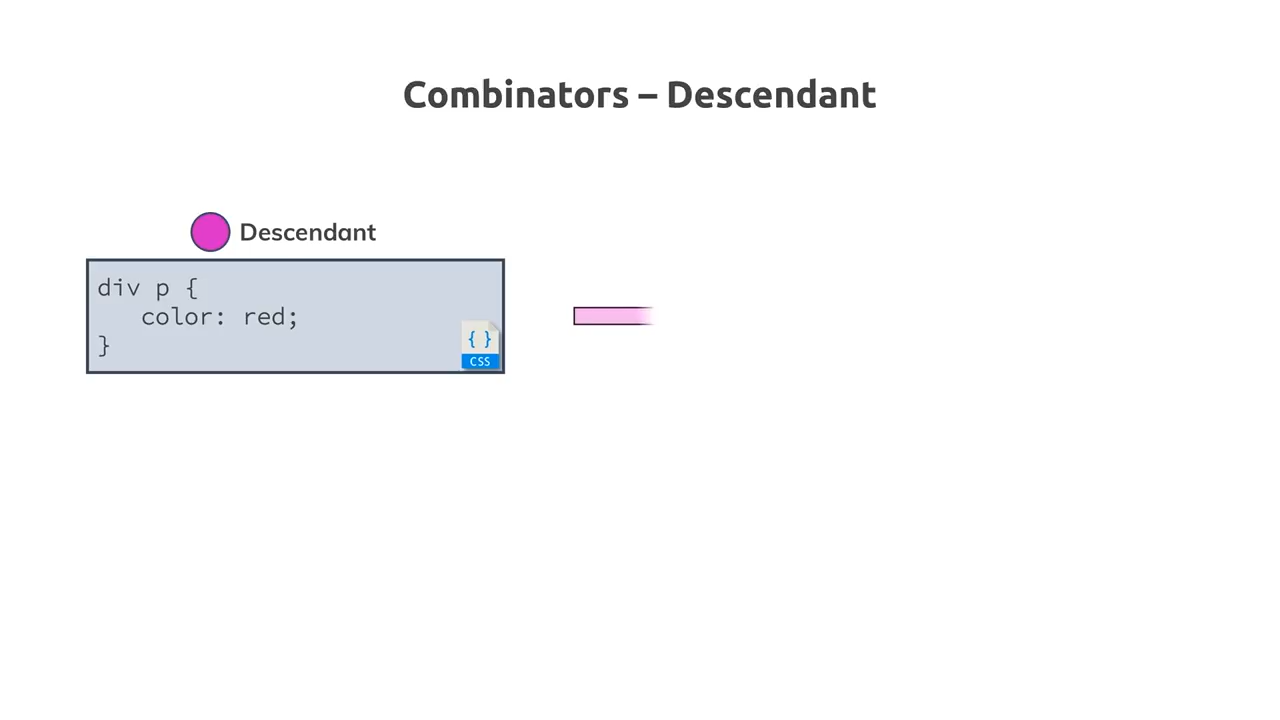 Combinators – Descendant
Descendant
div p {
   color: red;
}
{ }
CSS